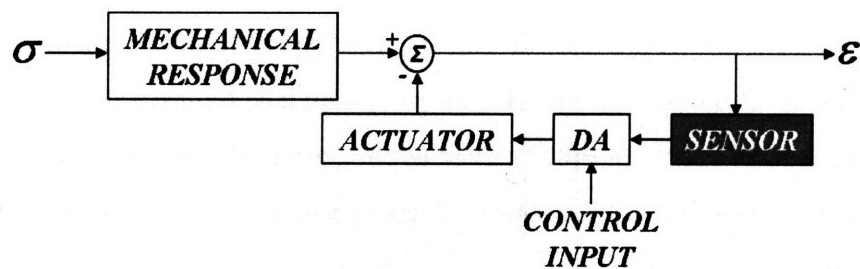 σ
MECHANICAL
RESPONSE
+
Σ
-
ε
ACTUATOR
DA
SENSOR
CONTROL
INPUT